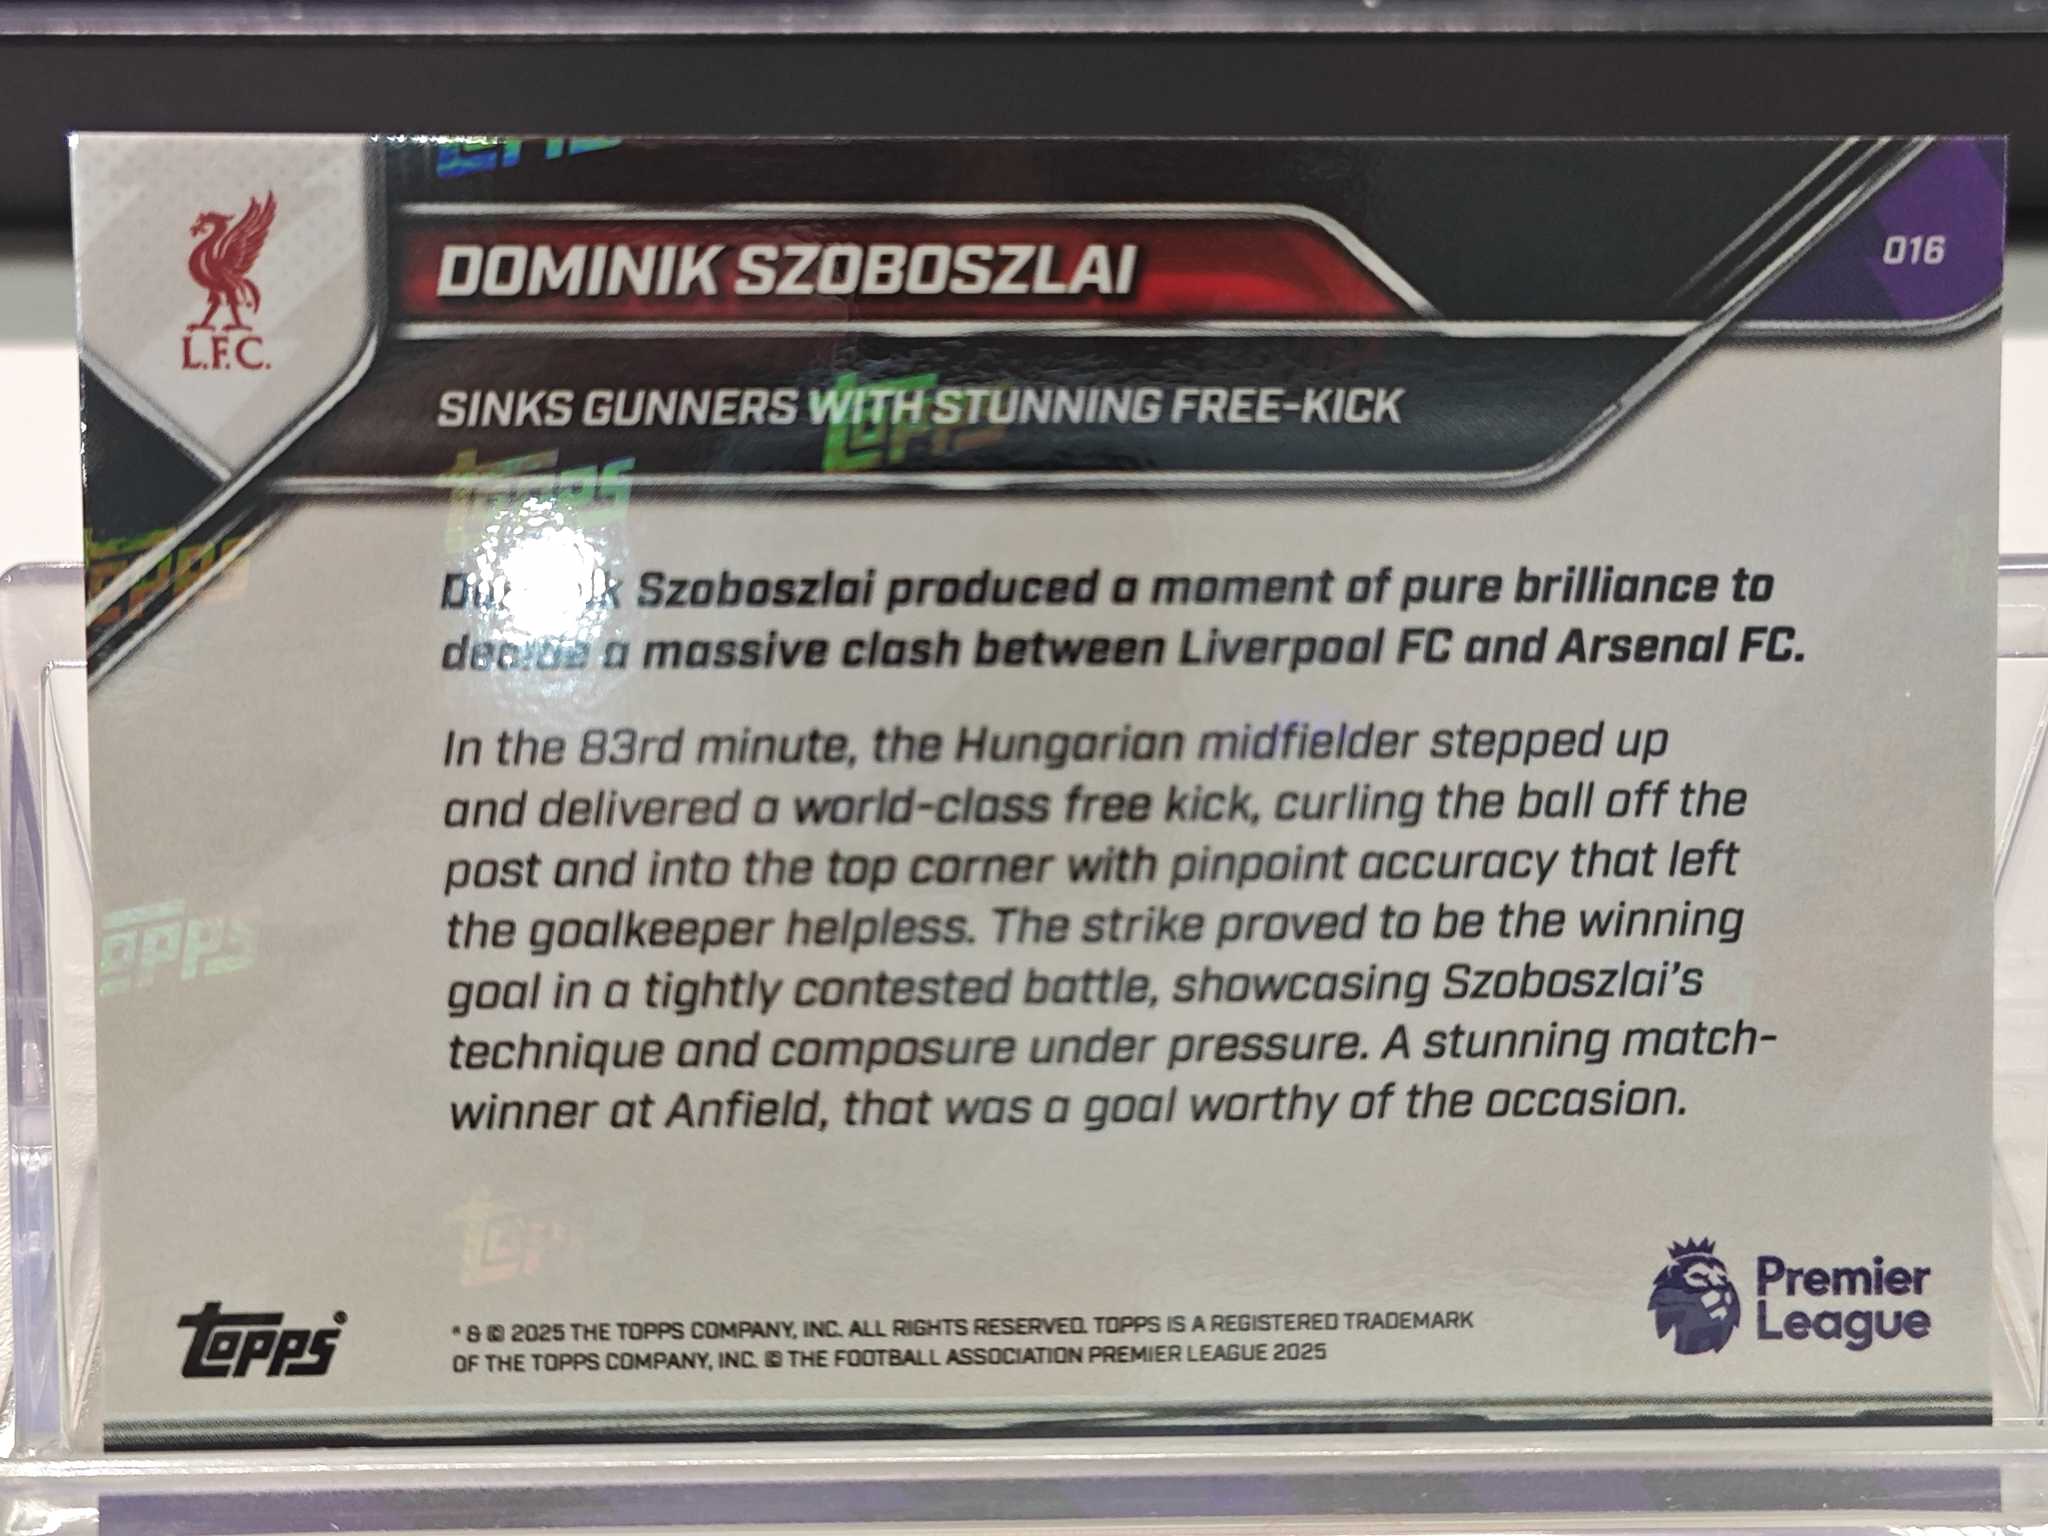 L.F.C.
DOMINIK SZOBOSZLAI
016
SINKS GUNNERS WITH STUNNING FREE-KICK
Dominik Szoboszlai produced a moment of pure brilliance to
decide a massive clash between Liverpool FC and Arsenal FC.
In the 83rd minute, the Hungarian midfielder stepped up
and delivered a world-class free kick, curling the ball off the
post and into the top corner with pinpoint accuracy that left
the goalkeeper helpless. The strike proved to be the winning
goal in a tightly contested battle, showcasing Szoboszlai's
technique and composure under pressure. A stunning match-
winner at Anfield, that was a goal worthy of the occasion.
Topps®
® & © 2025 THE TOPPS COMPANY, INC. ALL RIGHTS RESERVED. TOPPS IS A REGISTERED TRADEMARK
OF THE TOPPS COMPANY, INC. © THE FOOTBALL ASSOCIATION PREMIER LEAGUE 2025
Premier
League